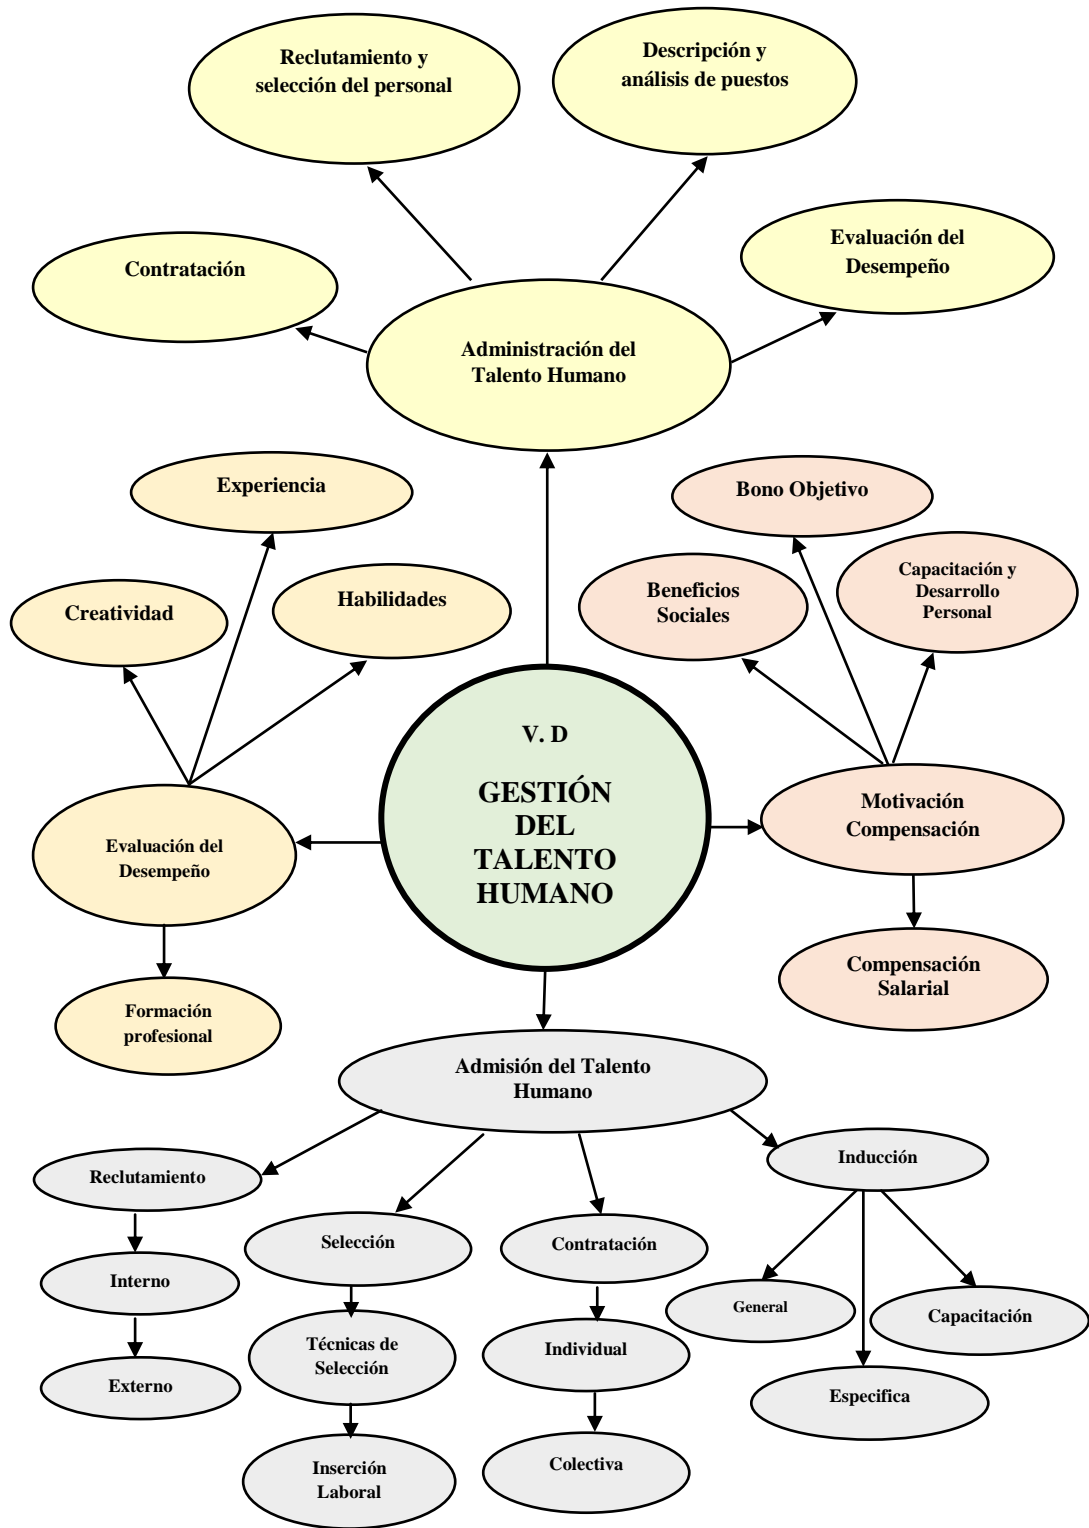 Reclutamiento y
selección del personal
Descripción y
análisis de puestos
Contratación
Evaluación del
Desempeño
Administración del
Talento Humano
Experiencia
Bono Objetivo
Creatividad
Habilidades
Beneficios
Sociales
Capacitación y
Desarrollo
Personal
V. D
GESTIÓN
DEL
TALENTO
HUMANO
Evaluación del
Desempeño
Motivación
Compensación
Formación
profesional
Compensación
Salarial
Admisión del Talento
Humano
Reclutamiento
Selección
Contratación
Inducción
Interno
Técnicas de
Selección
Individual
General
Capacitación
Externo
Inserción
Laboral
Colectiva
Especifica